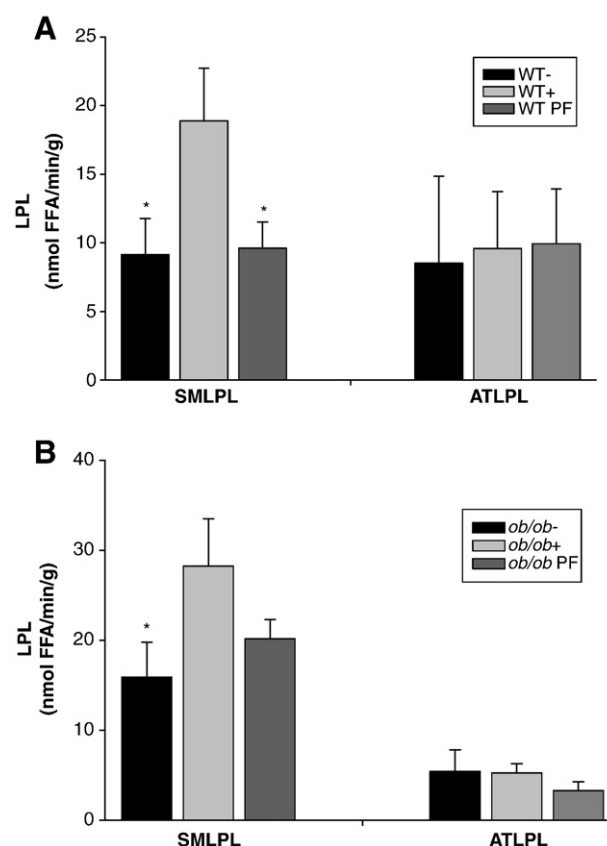 A
25
20
15
10
5
0
LPL
(nmol FFA/min/g)
WT-
WT+
WT PF
*
*
SMLPL
ATLPL
B
40
30
20
10
0
LPL
(nmol FFA/min/g)
ob/ob-
ob/ob+
ob/ob PF
*
SMLPL
ATLPL